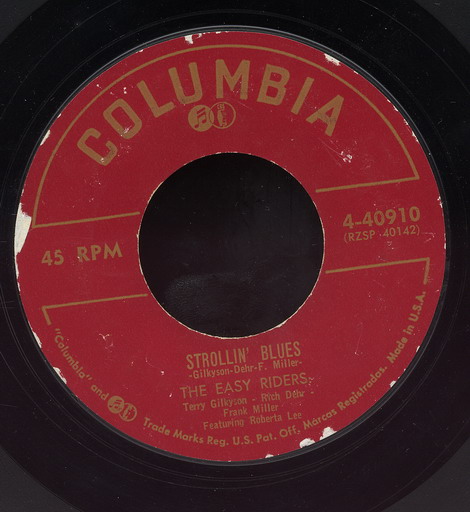 COLUMBIA
45 RPM
4-40910
(RZSP 40142)
STROLLIN' BLUES
-Gilkyson-Dehr-F. Miller-
THE EASY RIDERS:
Terry Gilkyson - Rich Dehr
Frank Miller
Featuring Roberta Lee
"Columbia" and Trade Marks Reg. U.S. Pat. Off. Marcas Registradas. Made in U.S.A.